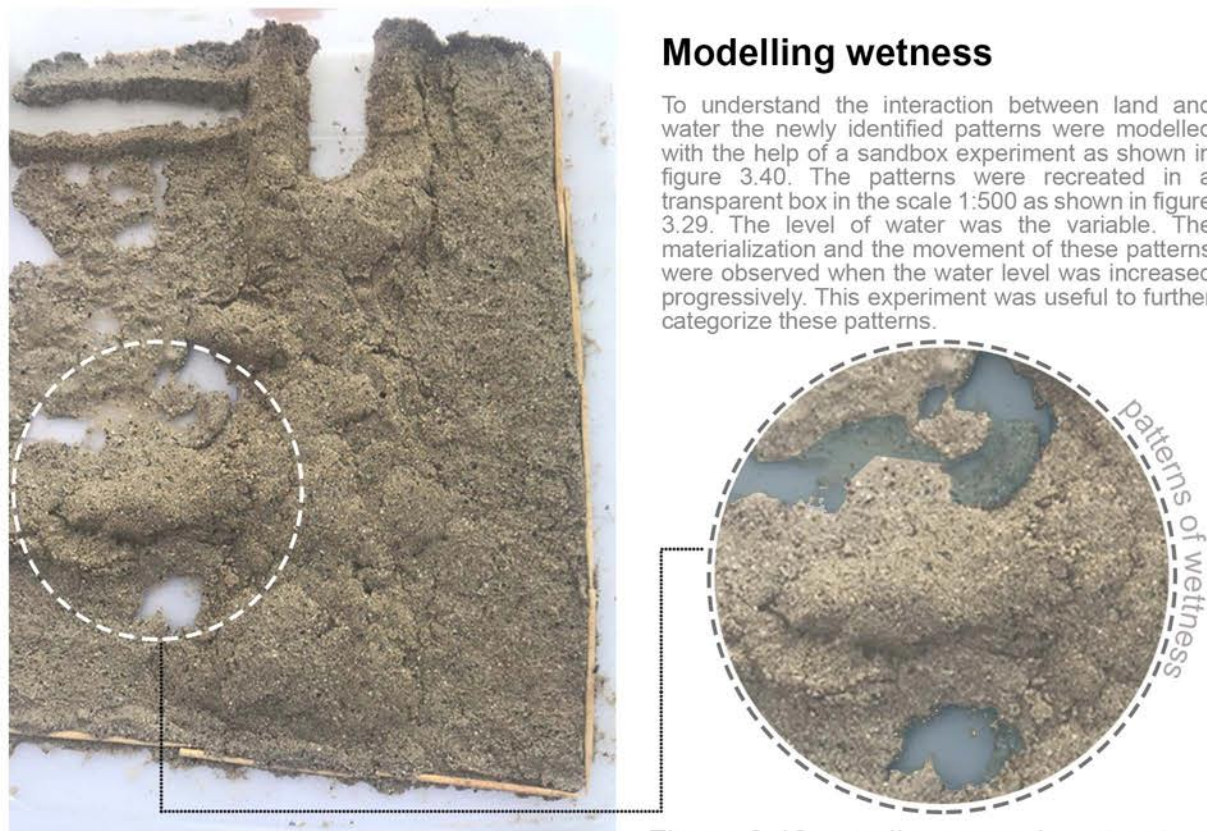 Modelling wetness
To understand the interaction between land and
water the newly identified patterns were modelled
with the help of a sandbox experiment as shown in
figure 3.40. The patterns were recreated in a
transparent box in the scale 1:500 as shown in figure
3.29. The level of water was the variable. The
materialization and the movement of these patterns
were observed when the water level was increased
progressively. This experiment was useful to further
categorize these patterns.
patterns of wettness